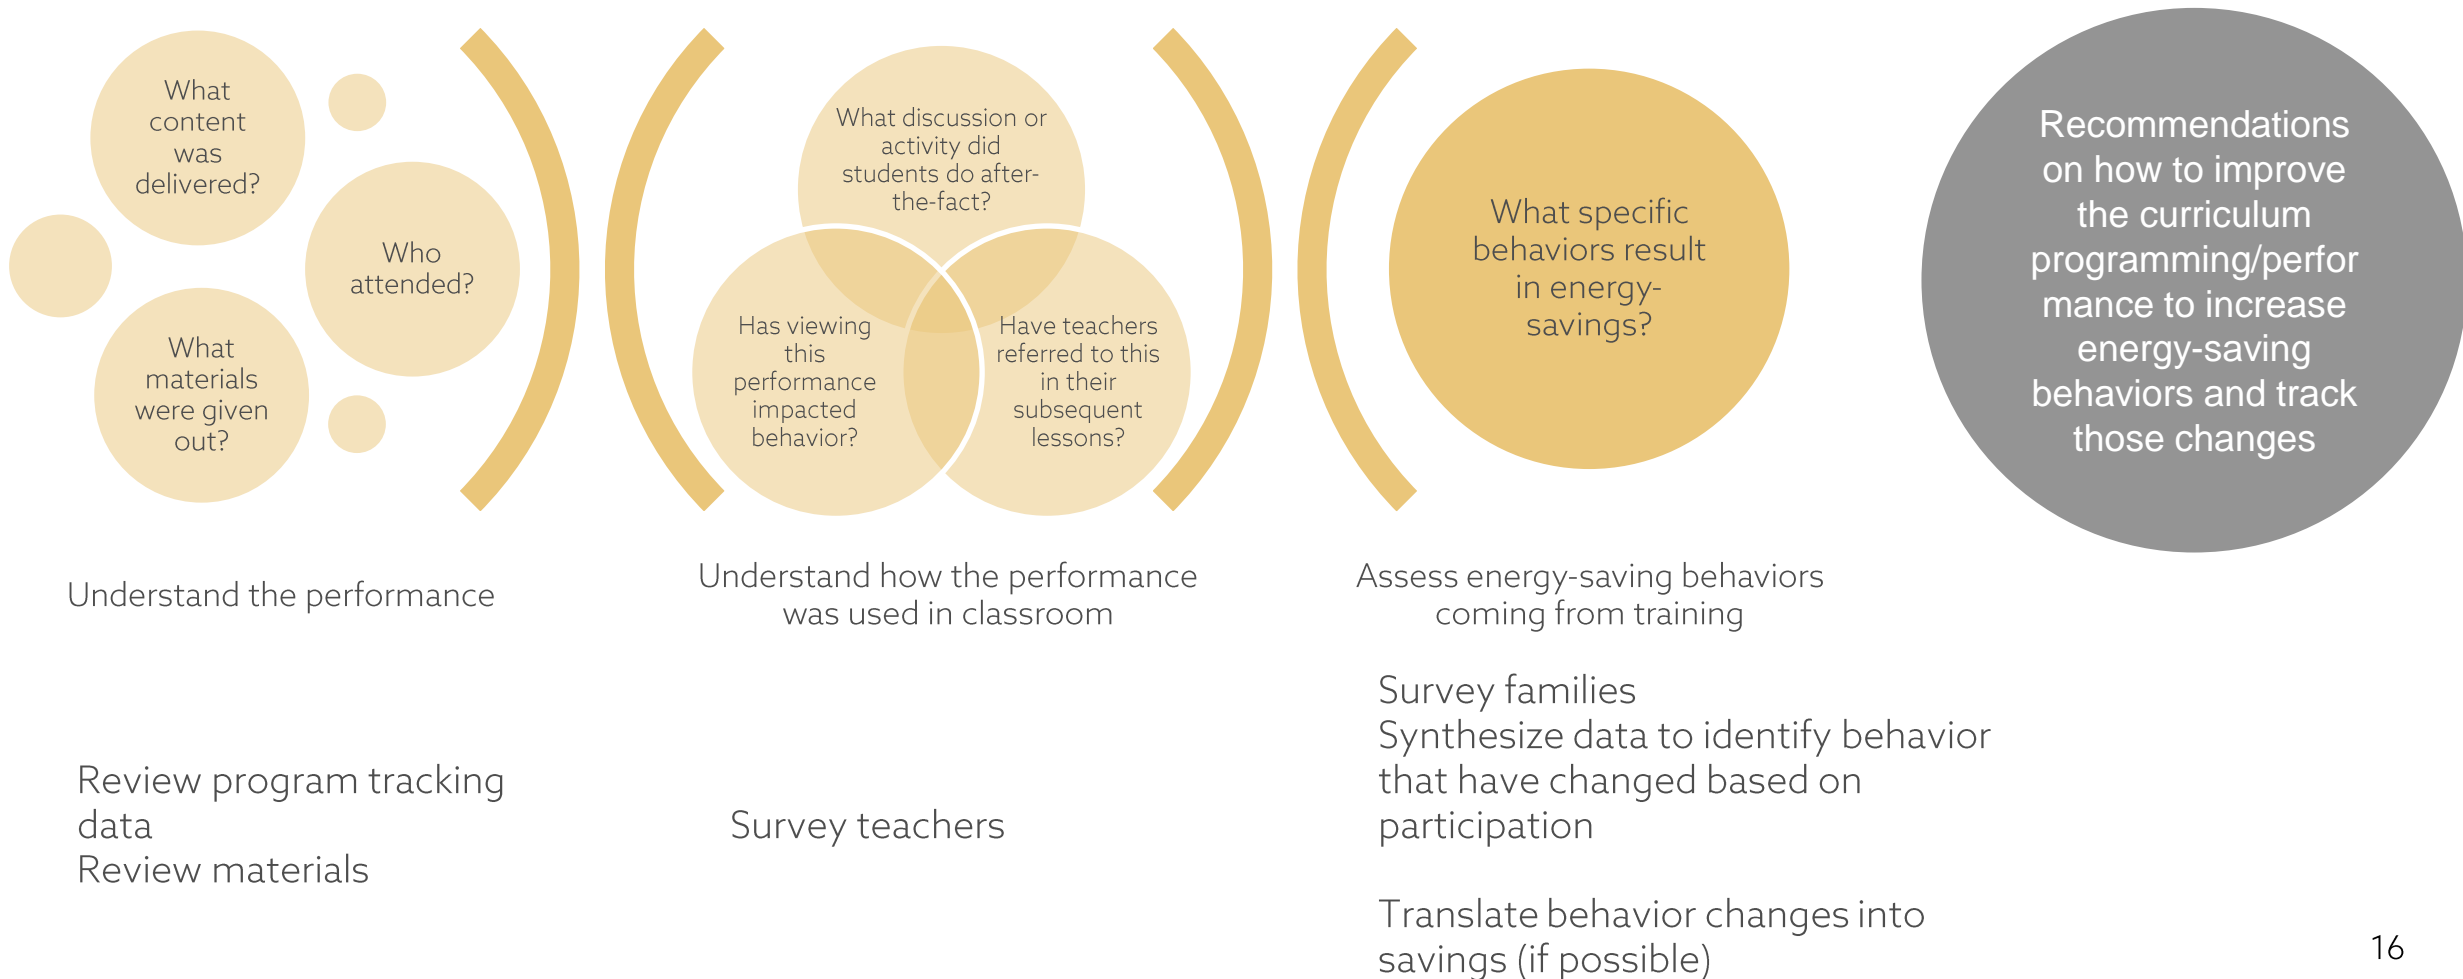 What
content
was
delivered?
Who
attended?
What
materials
were given
out?
Understand the performance
Review program tracking
data
Review materials
What discussion or
activity did
students do after-
the-fact?
Has viewing
this
performance
impacted
behavior?
Have teachers
referred to this
in their
subsequent
lessons?
Understand how the performance
was used in classroom
Survey teachers
What specific
behaviors result
in energy-
savings?
Assess energy-saving behaviors
coming from training
Survey families
Synthesize data to identify behavior
that have changed based on
participation
Translate behavior changes into
savings (if possible)
Recommendations
on how to improve
the curriculum
programming/perfor
mance to increase
energy-saving
behaviors and track
those changes
16